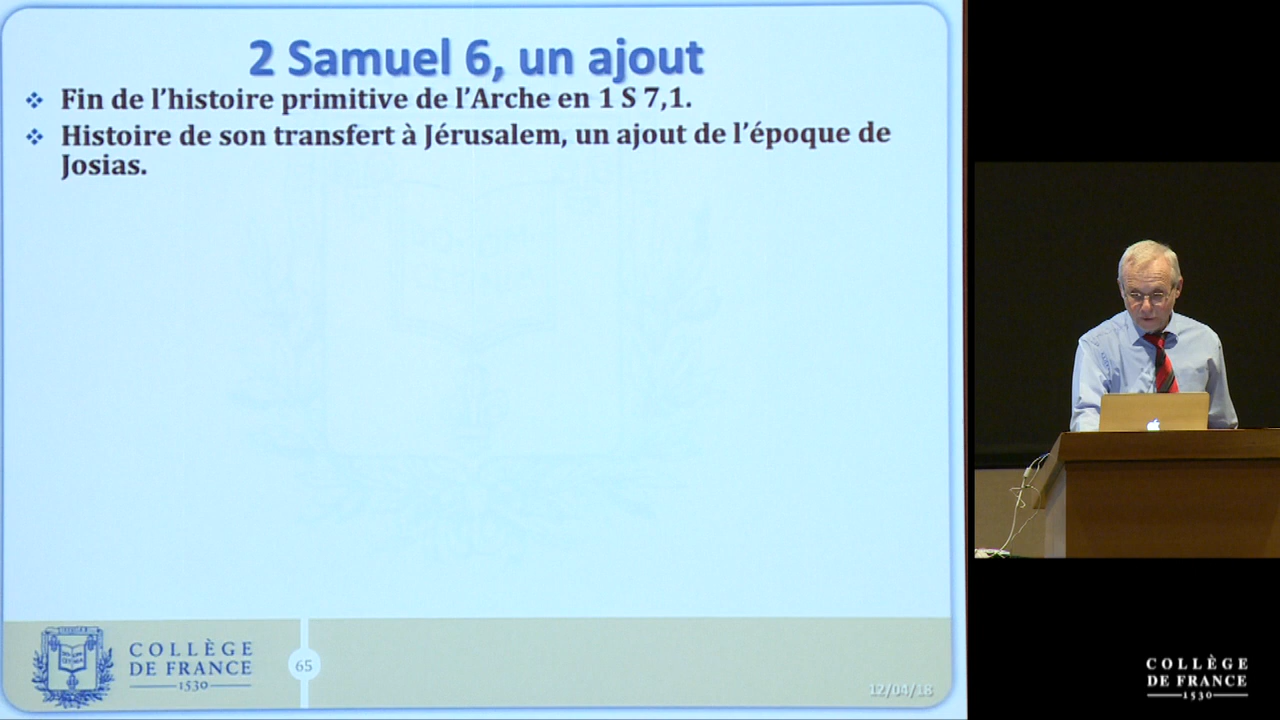 2 Samuel 6, un ajout
❖ Fin de l’histoire primitive de l’Arche en 1 S 7,1.
❖ Histoire de son transfert à Jérusalem, un ajout de l’époque de
Josias.
COLLÈGE
DE FRANCE
1530
65
12/04/18
COLLÈGE
DE FRANCE
1530